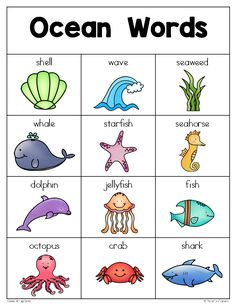 Ocean Words
shell wave seaweed
whale starfish seahorse
dolphin jellyfish fish
octopus crab shark